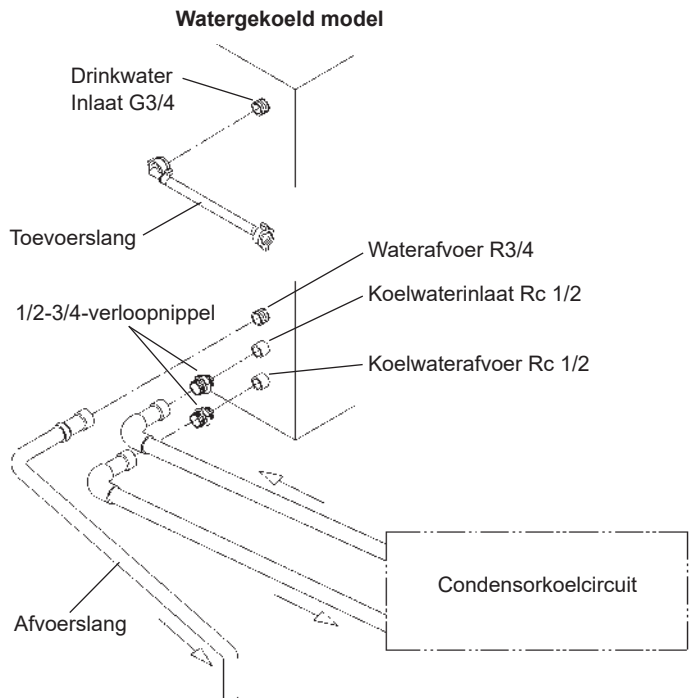 Watergekoeld model
Drinkwater
Inlaat G3/4
Toevoerslang
Waterafvoer R3/4
1/2-3/4-verloopnippel
Koelwaterinlaat Rc 1/2
Koelwaterafvoer Rc 1/2
Condensorkoelcircuit
Afvoerslang